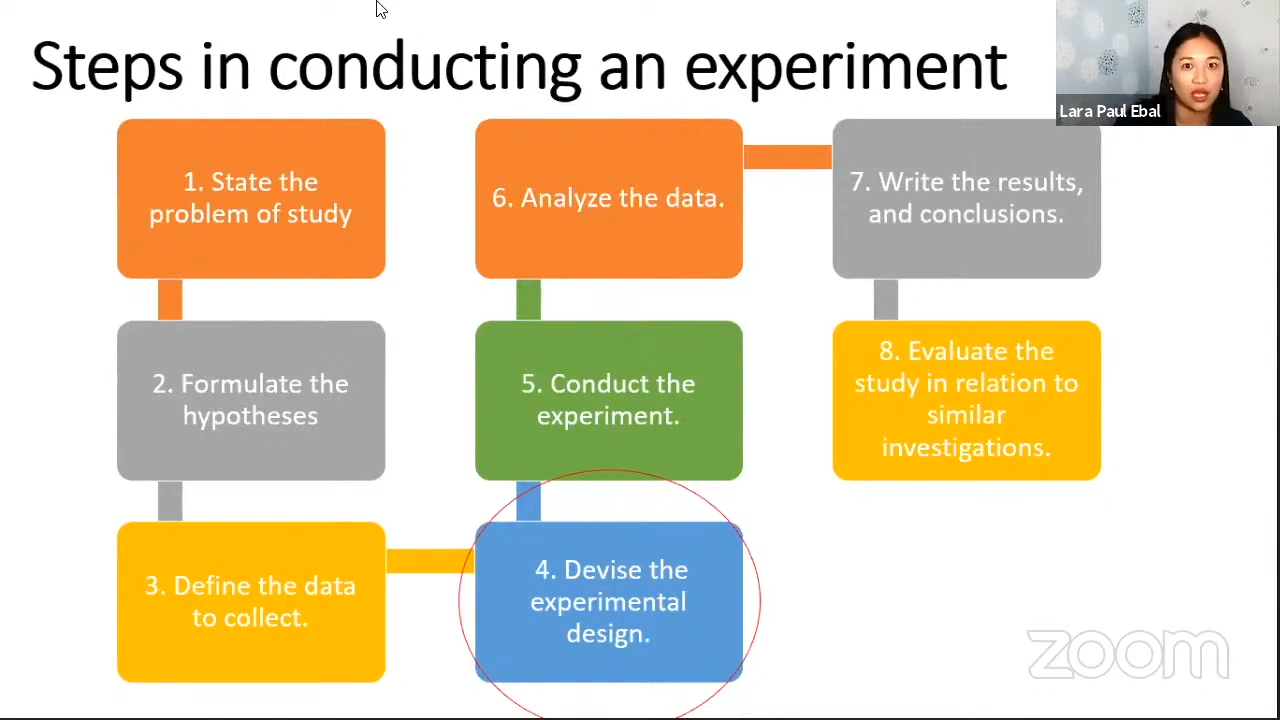 Steps in conducting an experiment
Lara Paul Ebal
1. State the
problem of study
2. Formulate the
hypotheses
3. Define the data
to collect.
4. Devise the
experimental
design.
5. Conduct the
experiment.
6. Analyze the data.
7. Write the results,
and conclusions.
8. Evaluate the
study in relation to
similar
investigations.
zoom